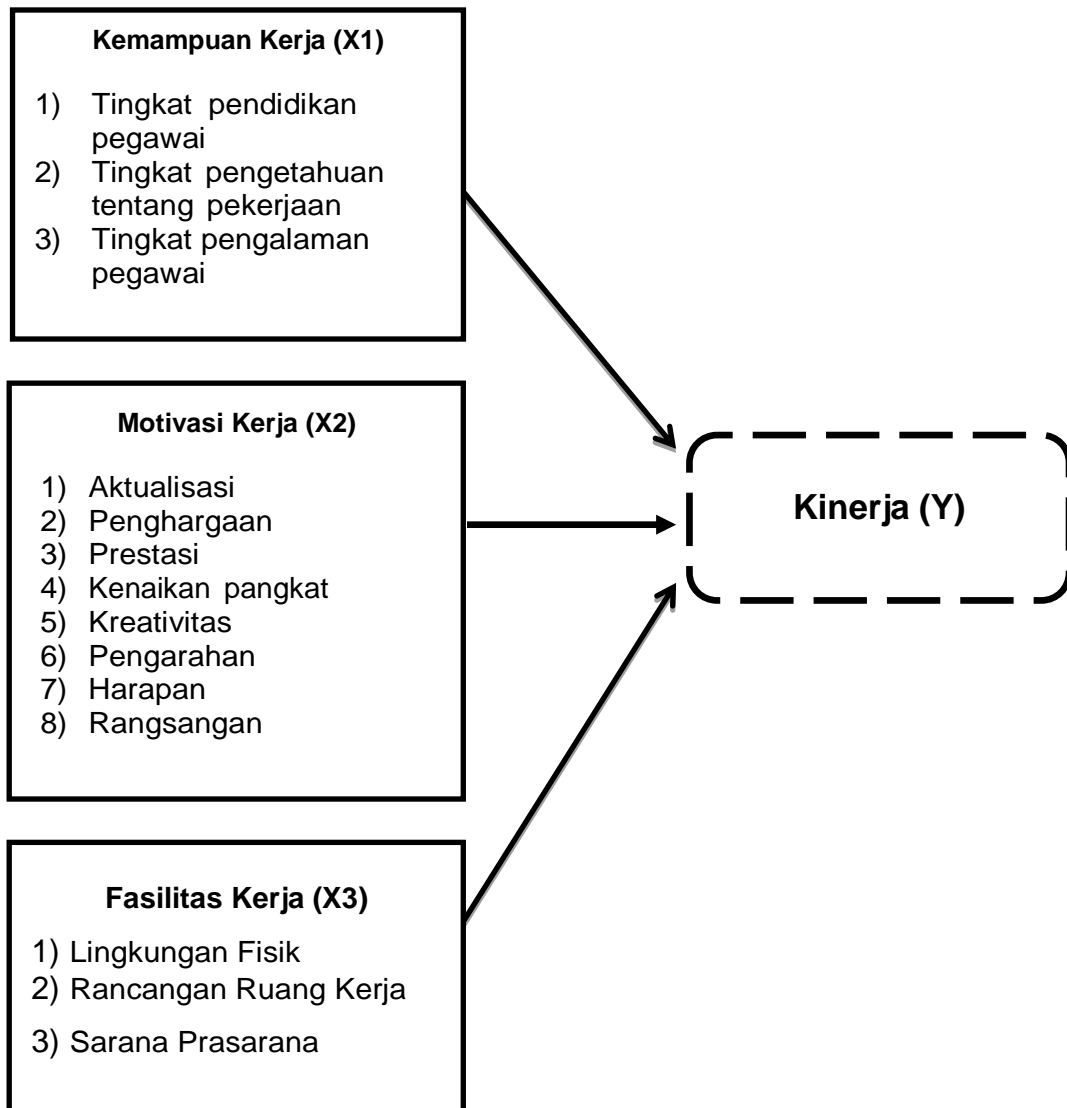 Kemampuan Kerja (X1)
1) Tingkat pendidikan
pegawai
2) Tingkat pengetahuan
tentang pekerjaan
3) Tingkat pengalaman
pegawai
Motivasi Kerja (X2)
1) Aktualisasi
2) Penghargaan
3) Prestasi
4) Kenaikan pangkat
5) Kreativitas
6) Pengarahan
7) Harapan
8) Rangsangan
Kinerja (Y)
Fasilitas Kerja (X3)
1) Lingkungan Fisik
2) Rancangan Ruang Kerja
3) Sarana Prasarana